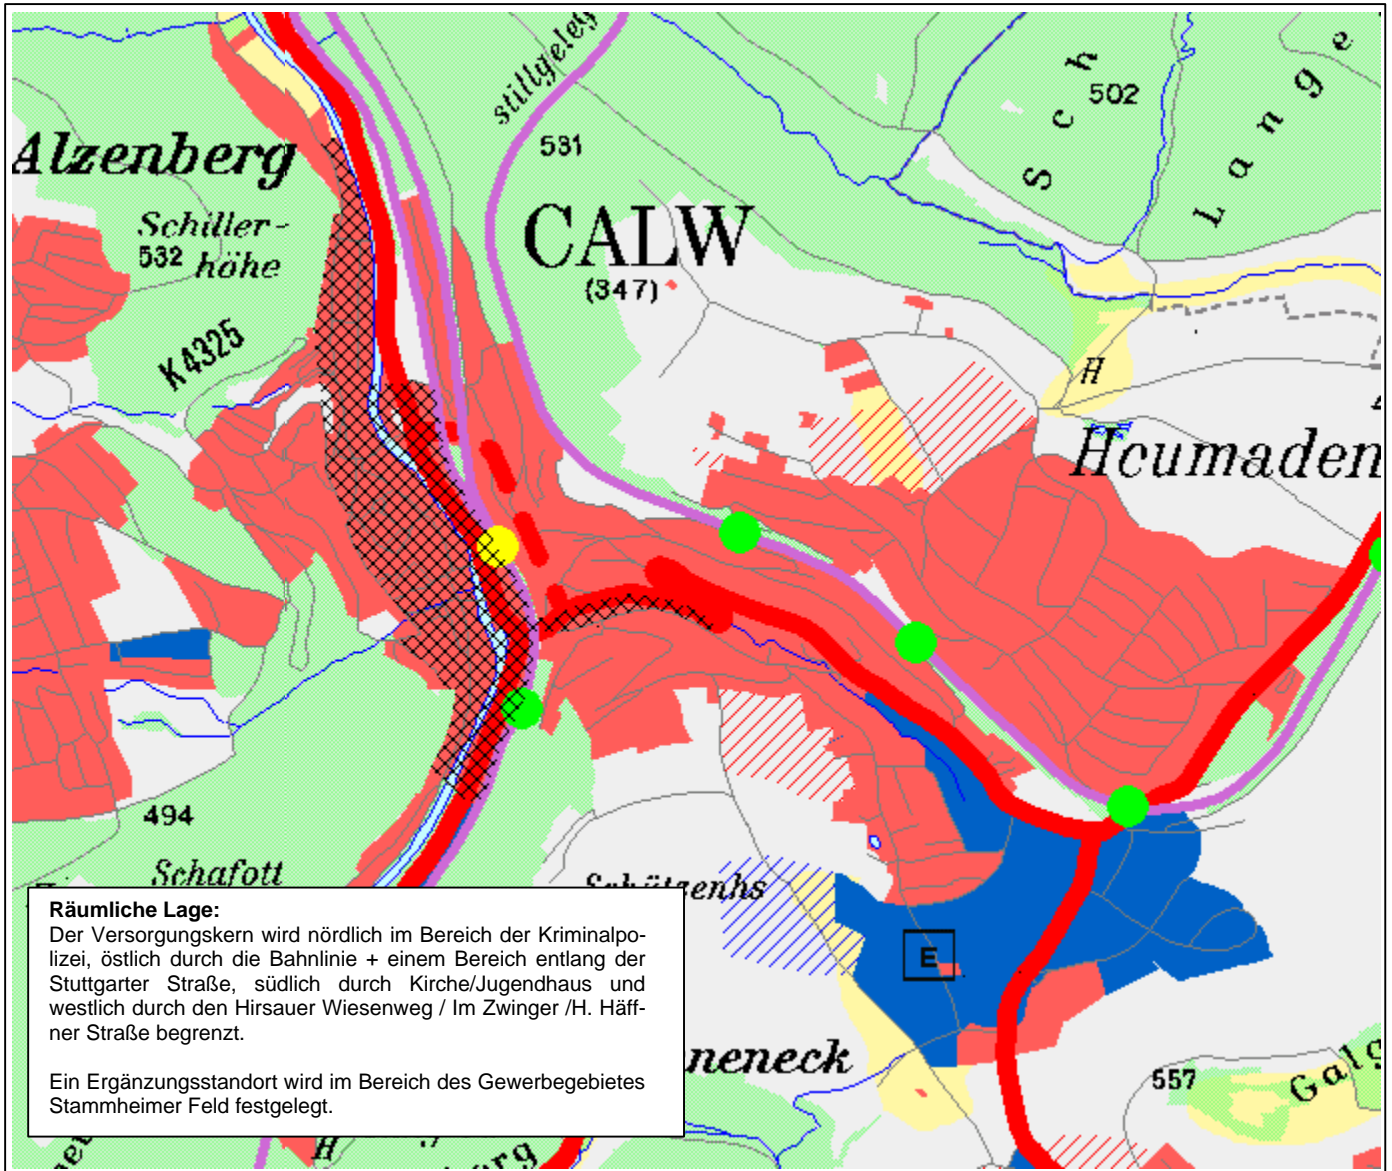 stillgeleg
Sch
502
Lange
531
Alzenberg
Schiller-
532 höhe
CALW
(347)
K4325
H
Heumaden
494
Schafott
E
neneck
557
Galg
H
Räumliche Lage:
Der Versorgungskern wird nördlich im Bereich der Kriminalpo-
lizei, östlich durch die Bahnlinie + einem Bereich entlang der
Stuttgarter Straße, südlich durch Kirche/Jugendhaus und
westlich durch den Hirsauer Wiesenweg / Im Zwinger /H. Häff-
ner Straße begrenzt.
Ein Ergänzungsstandort wird im Bereich des Gewerbegebietes
Stammheimer Feld festgelegt.